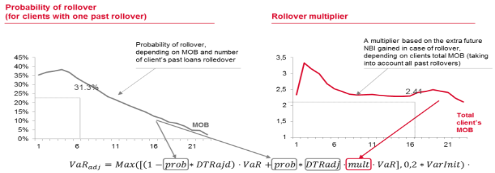 Probability of rollover
(for clients with one past rollover)
Probability of rollover,
depending on MOB and number
of client's past loans rolledover
45%
40%
35%
30%
25%
20%
15%
10%
5%
0%
31.3%
MOB
1 6 11 16 21
Rollover multiplier
A multiplier based on the extra future
NBI gained in case of rollover,
depending on clients total MOB (taking
into account all past rollovers)
3,5
3
2,5
2
1,5
1
2.41
Total
client's
MOB
1 6 11 16 21
VaR_adj = Max([(1 − prob * DTRajd) · VaR + prob * DTRadj · mult · VaR], 0,2 * VarInit) ·